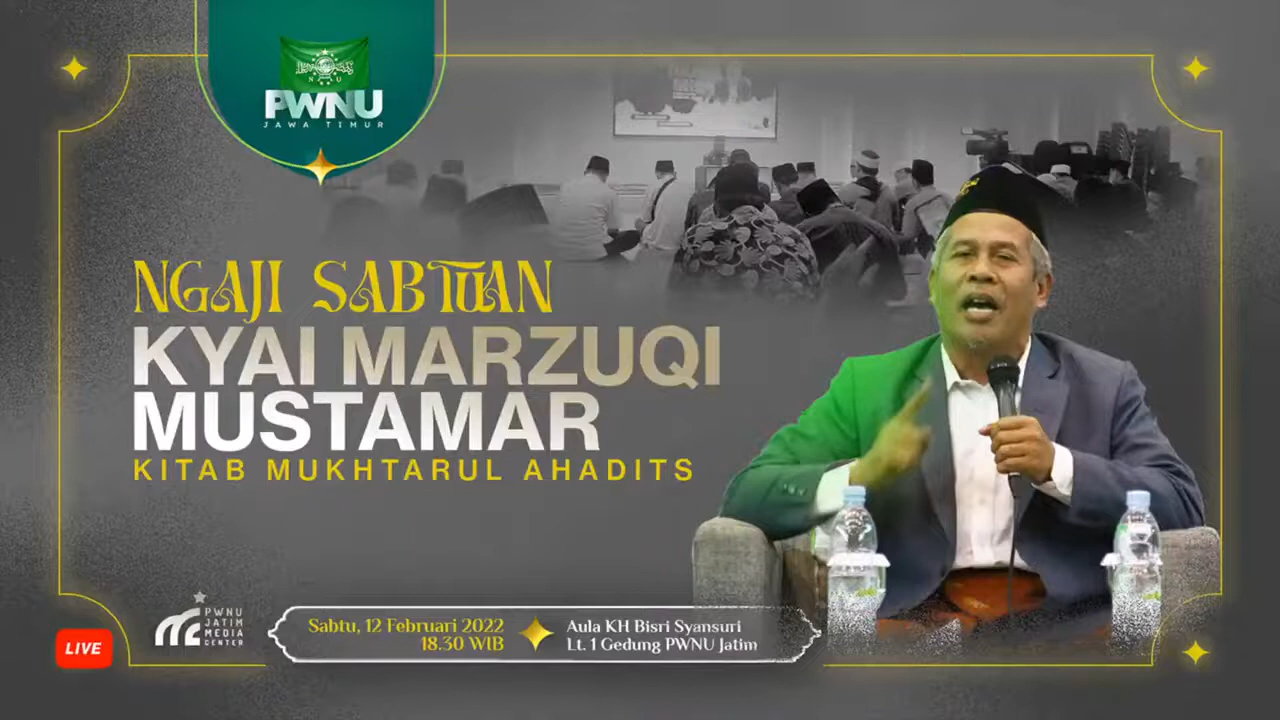 NU
PWNU
JAWA TIMUR
NGAJI SABTUAN
KYAI MARZUQI
MUSTAMAR
KITAB MUKHTARUL AHADITS
PWNU
JATIM
MEDIA
CENTER
LIVE
Sabtu, 12 Februari 2022
18.30 WIB
Aula KH Bisri Syansuri
Lt. 1 Gedung PWNU Jatim